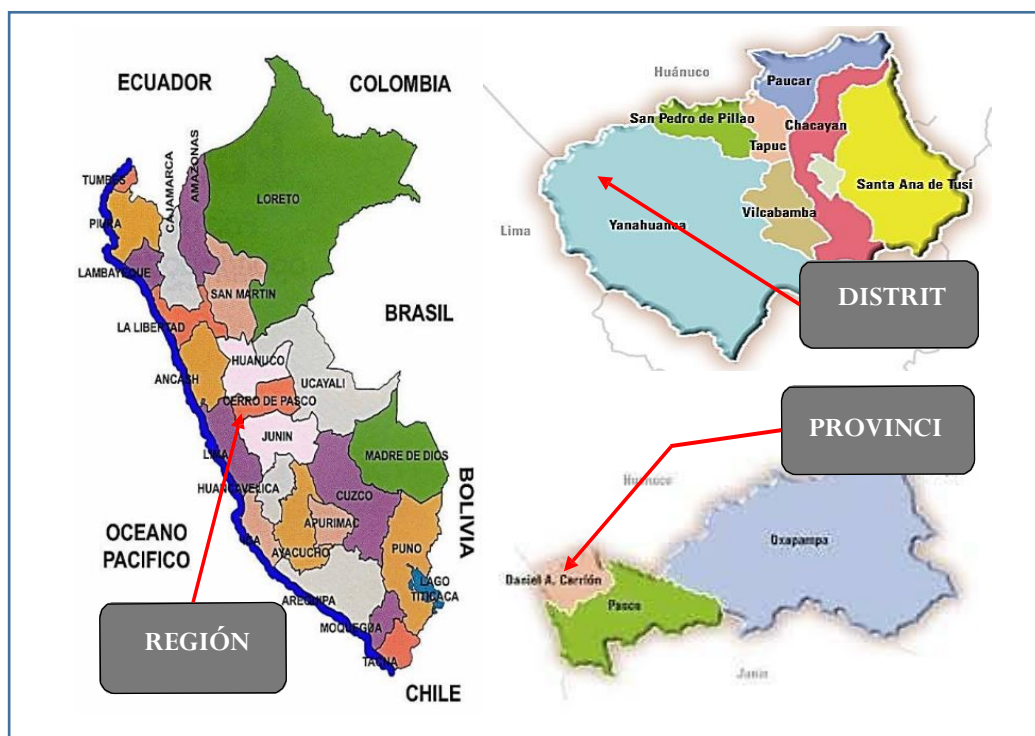 ECUADOR
COLOMBIA
TUMBES
PIURA
CAJAMARCA
AMAZONAS
LORETO
LAMBAYEQUE
SAN MARTIN
BRASIL
LA LIBERTAD
HUANUCO
ANCASH
UCAYALI
CERRO DE PASCO
JUNIN
LIMA
MADRE DE DIOS
HUANCAVELICA
CUZCO
BOLIVIA
OCEANO
PACIFICO
ICA
APURIMAC
AYACUCHO
PUNO
LAGO
TITICACA
AREQUIPA
MOQUEGUA
TACNA
CHILE
REGIÓN
Huánuco
Paucar
San Pedro de Pillao
Chacayan
Tapuc
Santa Ana de Tusi
Vilcabamba
Lima
Yanahuanca
DISTRIT
PROVINCI
Huánuco
Oxapampa
Daniel A. Carrión
Pasco
Junín